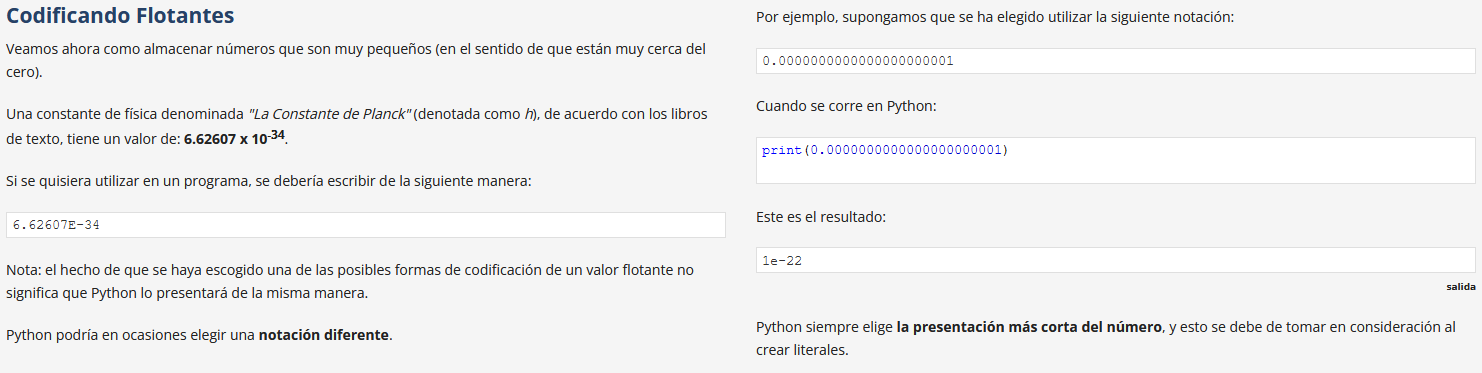 Codificando Flotantes
Veamos ahora como almacenar números que son muy pequeños (en el sentido de que están muy cerca del
cero).
Una constante de física denominada "La Constante de Planck" (denotada como h), de acuerdo con los libros
de texto, tiene un valor de: 6.62607 x 10-34.
Si se quisiera utilizar en un programa, se debería escribir de la siguiente manera:
6.62607E-34
Nota: el hecho de que se haya escogido una de las posibles formas de codificación de un valor flotante no
significa que Python lo presentará de la misma manera.
Python podría en ocasiones elegir una notación diferente.
Por ejemplo, supongamos que se ha elegido utilizar la siguiente notación:
0.0000000000000000000001
Cuando se corre en Python:
print(0.0000000000000000000001)
Este es el resultado:
1e-22
salida
Python siempre elige la presentación más corta del número, y esto se debe de tomar en consideración al
crear literales.